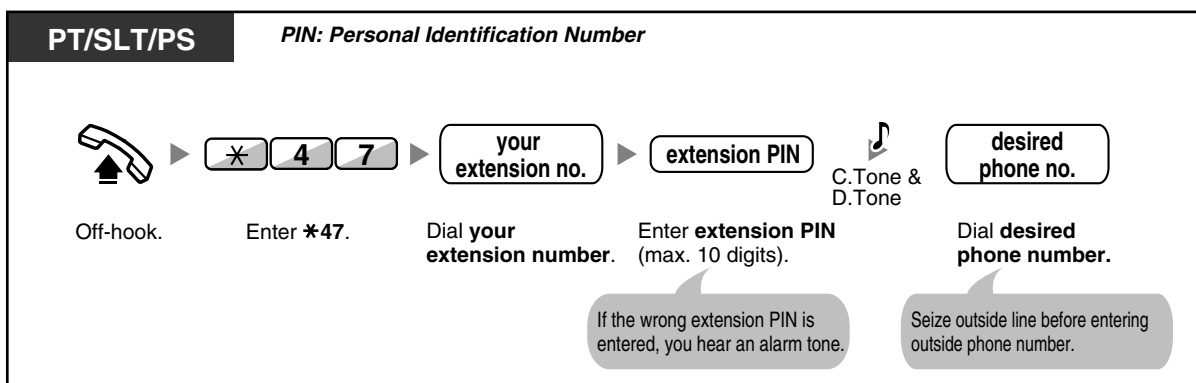 PT/SLT/PS
PIN: Personal Identification Number
✳ 4 7
your
extension no.
extension PIN
C.Tone &
D.Tone
desired
phone no.
Off-hook.
Enter ✳47.
Dial your
extension number.
Enter extension PIN
(max. 10 digits).
Dial desired
phone number.
If the wrong extension PIN is
entered, you hear an alarm tone.
Seize outside line before entering
outside phone number.